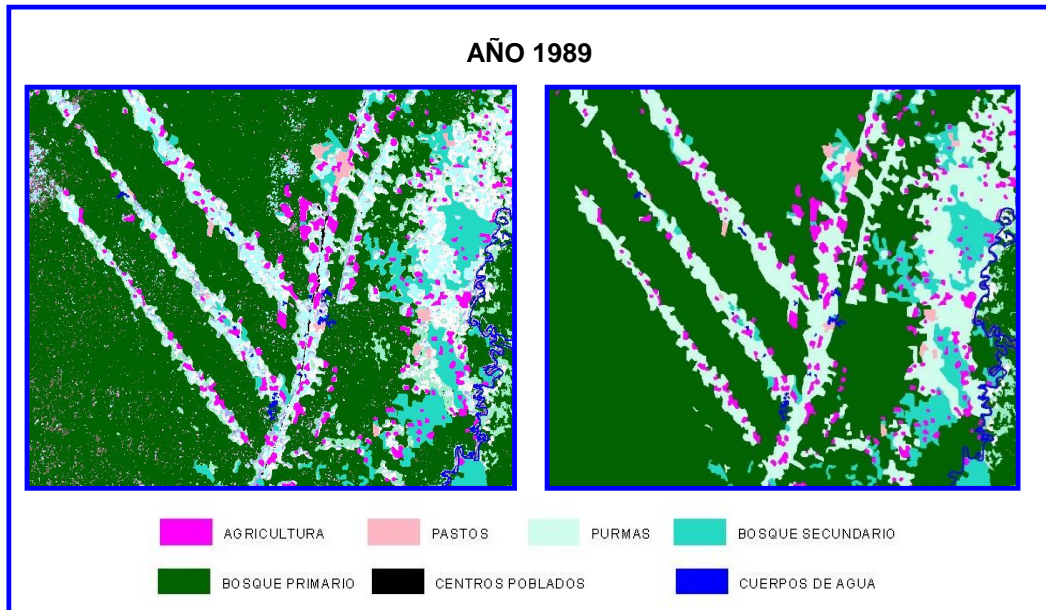 AÑO 1989
AGRICULTURA PASTOS PURMAS BOSQUE SECUNDARIO
BOSQUE PRIMARIO CENTROS POBLADOS CUERPOS DE AGUA